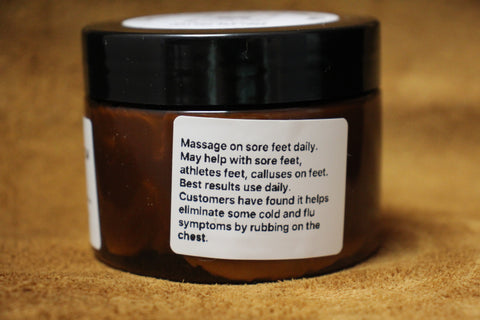 Massage on sore feet daily.
May help with sore feet,
athletes feet, calluses on feet.
Best results use daily.
Customers have found it helps
eliminate some cold and flu
symptoms by rubbing on the
chest.